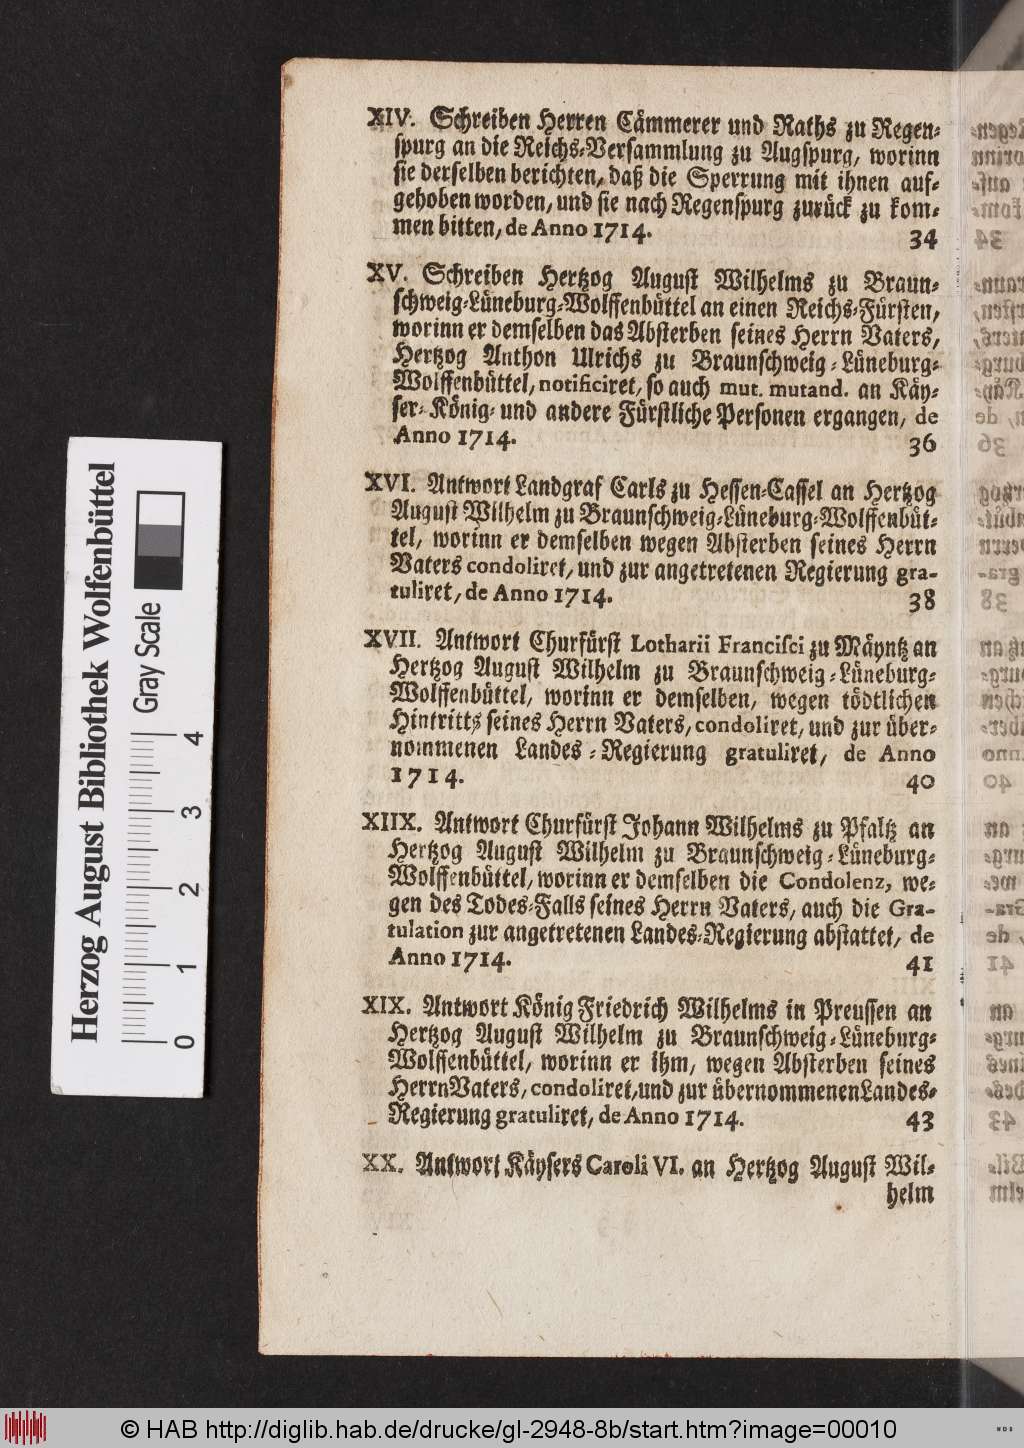 XIV. Schreiben Herren Cämmerer und Raths zu Regen-
spurg an die Reichs-Versammlung zu Augspurg, worinn
sie derselben berichten, daß die Sperrung mit ihnen auf-
gehoben worden, und sie nach Regenspurg zurück zu kom-
men bitten, de Anno 1714. 34
XV. Schreiben Hertzog August Wilhelms zu Braun-
schweig-Lüneburg-Wolffenbüttel an einen Reichs-Fürsten,
worinn er demselben das Absterben seines Herrn Vaters,
Hertzog Anthon Ulrichs zu Braunschweig-Lüneburg-
Wolffenbüttel, notificiret, so auch mut. mutand. an Käy-
ser- König- und andere Fürstliche Personen ergangen, de
Anno 1714. 36
XVI. Antwort Landgraf Carls zu Hessen-Cassel an Hertzog
August Wilhelm zu Braunschweig-Lüneburg-Wolffenbüt-
tel, worinn er demselben wegen Absterben seines Herrn
Vaters condoliret, und zur angetretenen Regierung gra-
tuliret, de Anno 1714. 38
XVII. Antwort Churfürst Lotharii Francisci zu Mäyntz an
Hertzog August Wilhelm zu Braunschweig-Lüneburg-
Wolffenbüttel, worinn er demselben, wegen tödtlichen
Hintritts seines Herrn Vaters, condoliret, und zur über-
nommenen Landes-Regierung gratuliret, de Anno
1714. 40
XIIX. Antwort Churfürst Johann Wilhelms zu Pfaltz an
Hertzog August Wilhelm zu Braunschweig-Lüneburg-
Wolffenbüttel, worinn er demselben die Condolenz, we-
gen des Todes-Falls seines Herrn Vaters, auch die Gra-
tulation zur angetretenen Landes-Regierung abstattet, de
Anno 1714. 41
XIX. Antwort König Friedrich Wilhelms in Preussen an
Hertzog August Wilhelm zu Braunschweig-Lüneburg-
Wolffenbüttel, worinn er ihm, wegen Absterben seines
Herrn Vaters, condoliret, und zur übernommenen Landes-
Regierung gratuliret, de Anno 1714. 43
XX. Antwort Käysers Caroli VI. an Hertzog August Wil-
helm
Herzog August Bibliothek Wolfenbüttel
Gray Scale
0 1 2 3 4
© HAB http://diglib.hab.de/drucke/gl-2948-8b/start.htm?image=00010